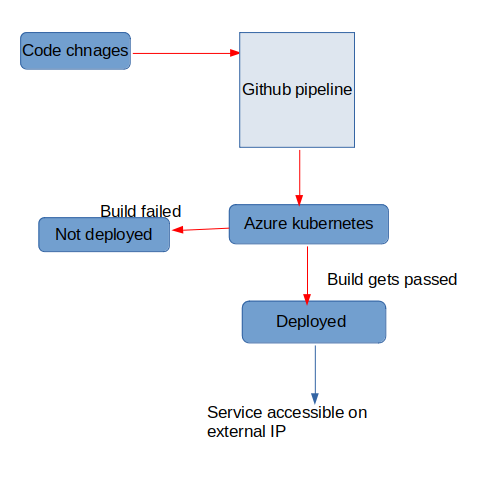 Code chnages
Github pipeline
Azure kubernetes
Build failed
Not deployed
Build gets passed
Deployed
Service accessible on
external IP